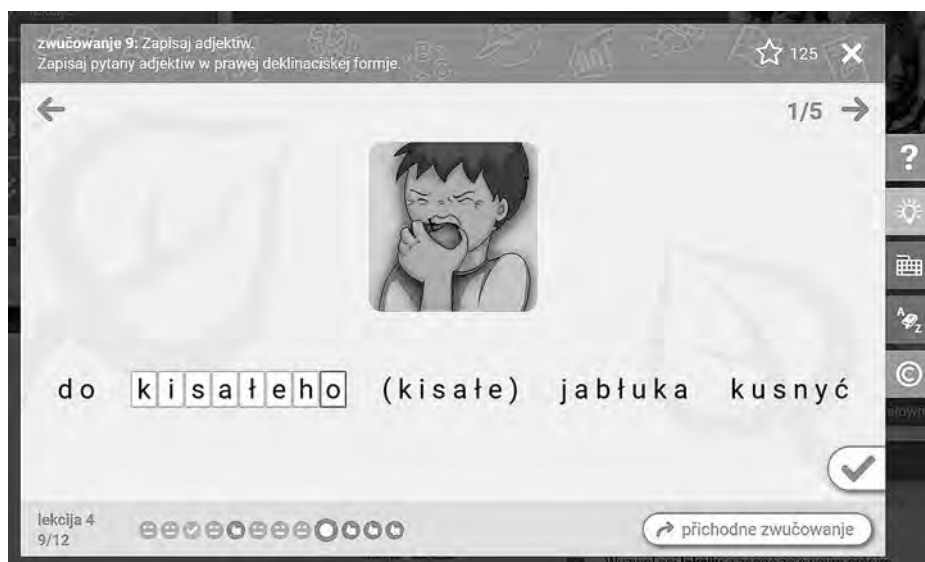 zwučowanje 9: Zapisaj adjektiw.
Zapisaj pytany adjektiw w prawej deklinaciskej formje.
125
1/5
do kisałeho (kisałe) jabłuka kusnyć
lekcija 4
9/12
přichodne zwučowanje